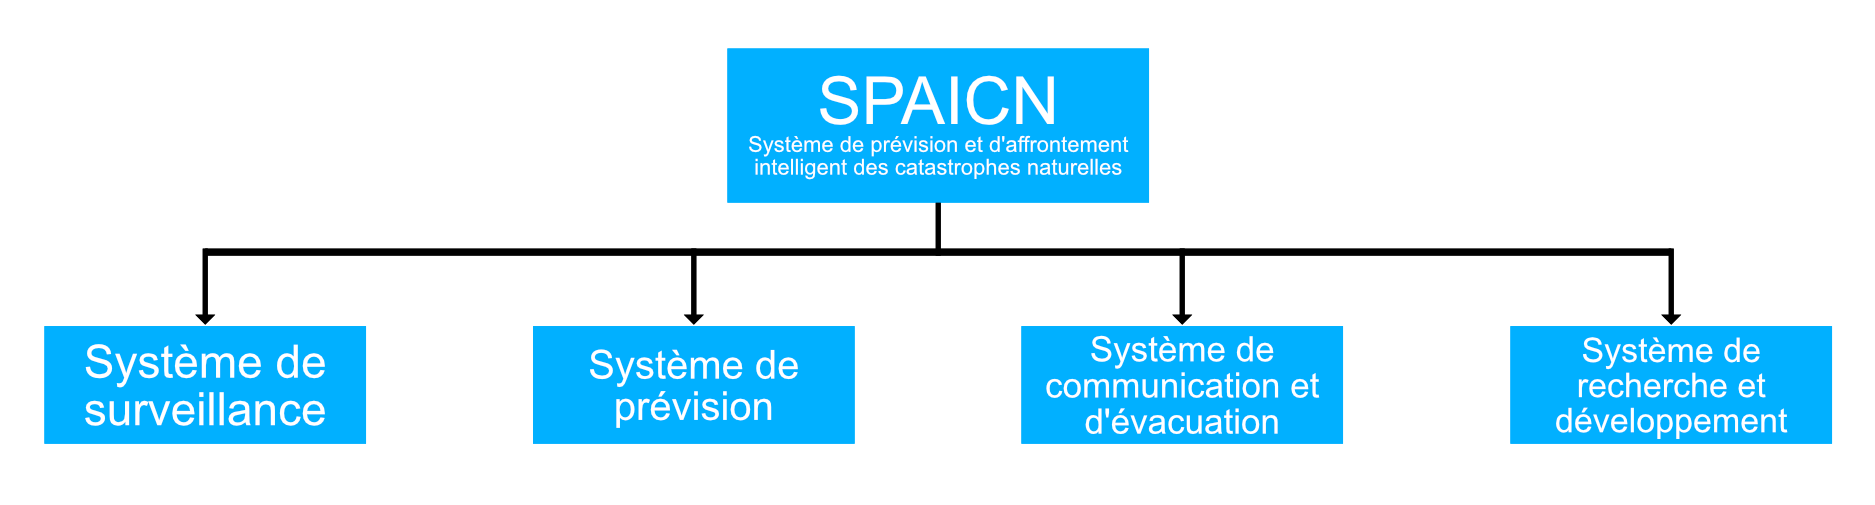 SPAICN
Système de prévision et d'affrontement
intelligent des catastrophes naturelles
Système de
surveillance
Système de
prévision
Système de
communication et
d'évacuation
Système de
recherche et
développement